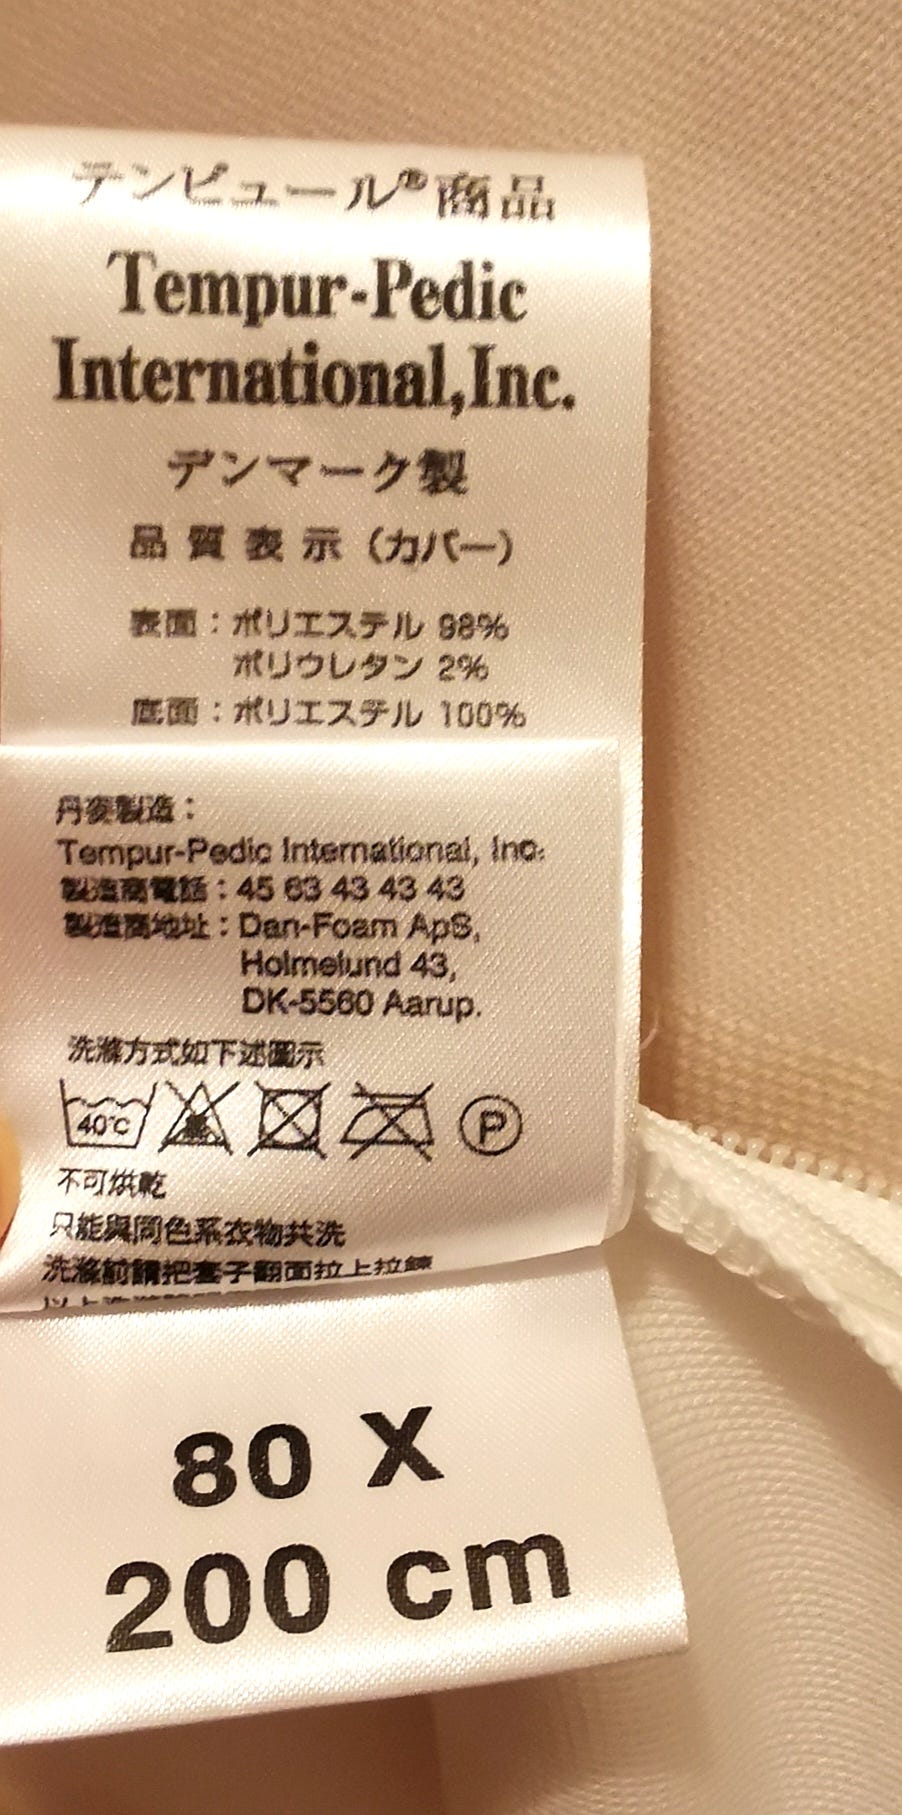 テンピュール®商品
Tempur-Pedic
International,Inc.
デンマーク製
品質表示（カバー）
表面：ポリエステル 98%
ポリウレタン 2%
底面：ポリエステル 100%
丹麥製造：
Tempur-Pedic International, Inc.
製造商電話：45 63 43 43 43
製造商地址：Dan-Foam ApS,
Holmelund 43,
DK-5560 Aarup.
洗滌方式如下述圖示
40°C P
不可烘乾
只能與同色系衣物共洗
洗滌前請把套子翻面拉上拉鍊
80 X
200 cm